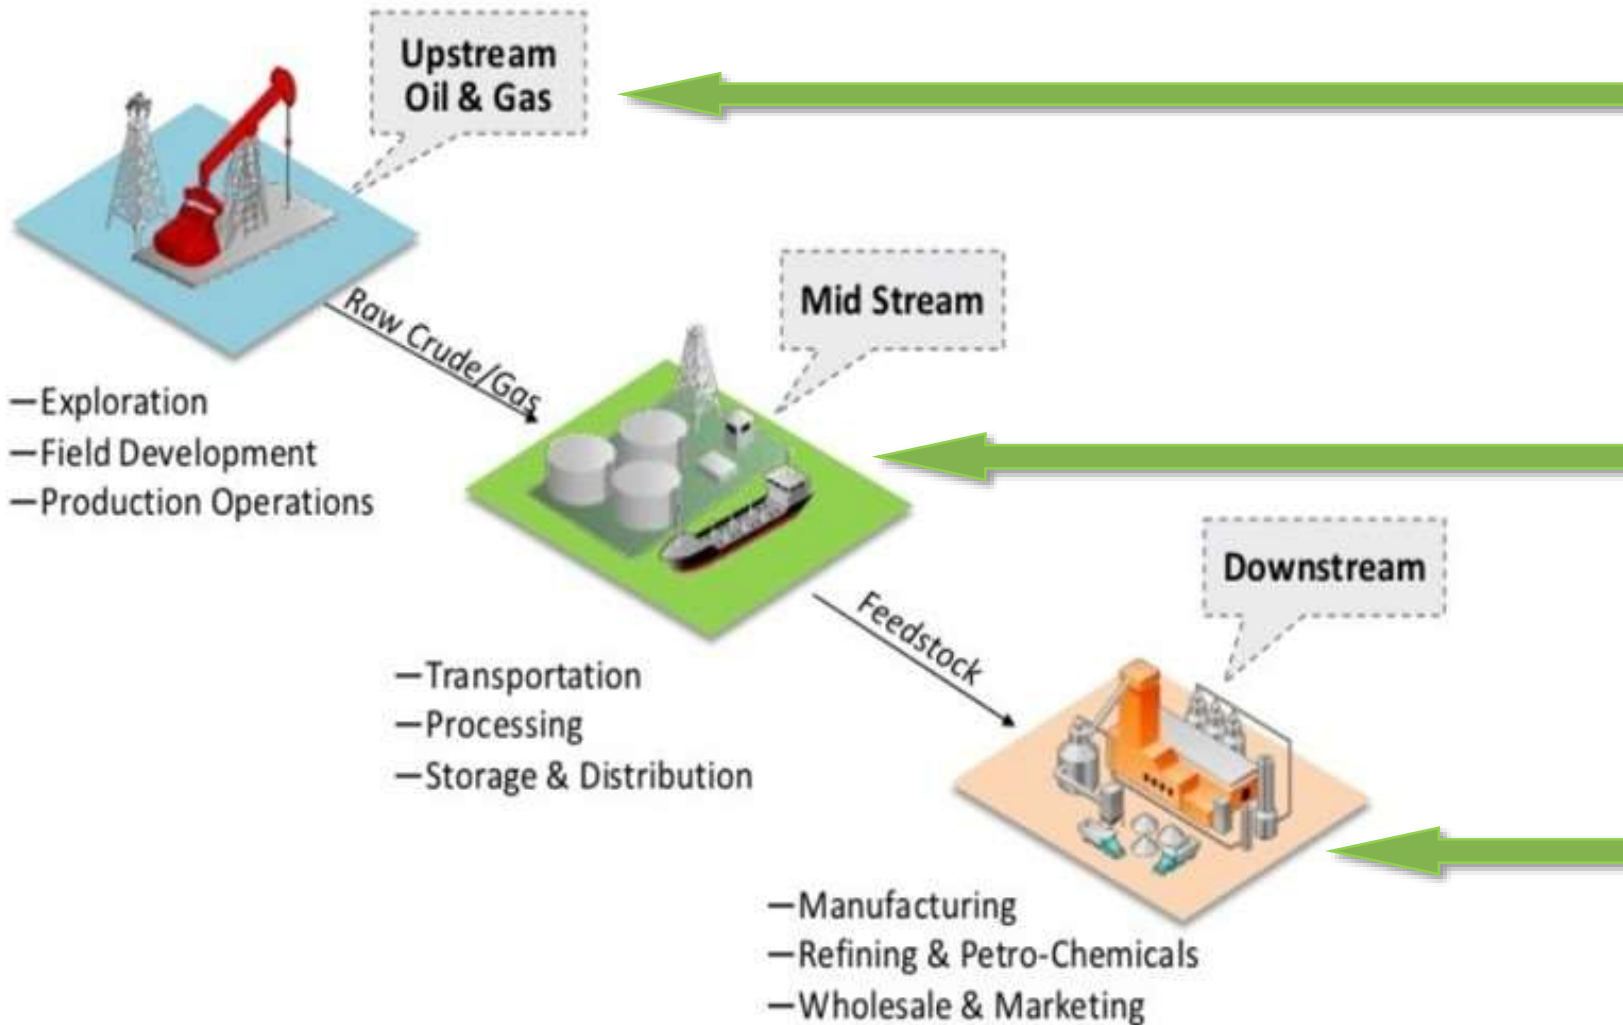 Upstream
Oil & Gas
Raw Crude/Gas
—Exploration
—Field Development
—Production Operations
Mid Stream
Feedstock
—Transportation
—Processing
—Storage & Distribution
Downstream
—Manufacturing
—Refining & Petro-Chemicals
—Wholesale & Marketing